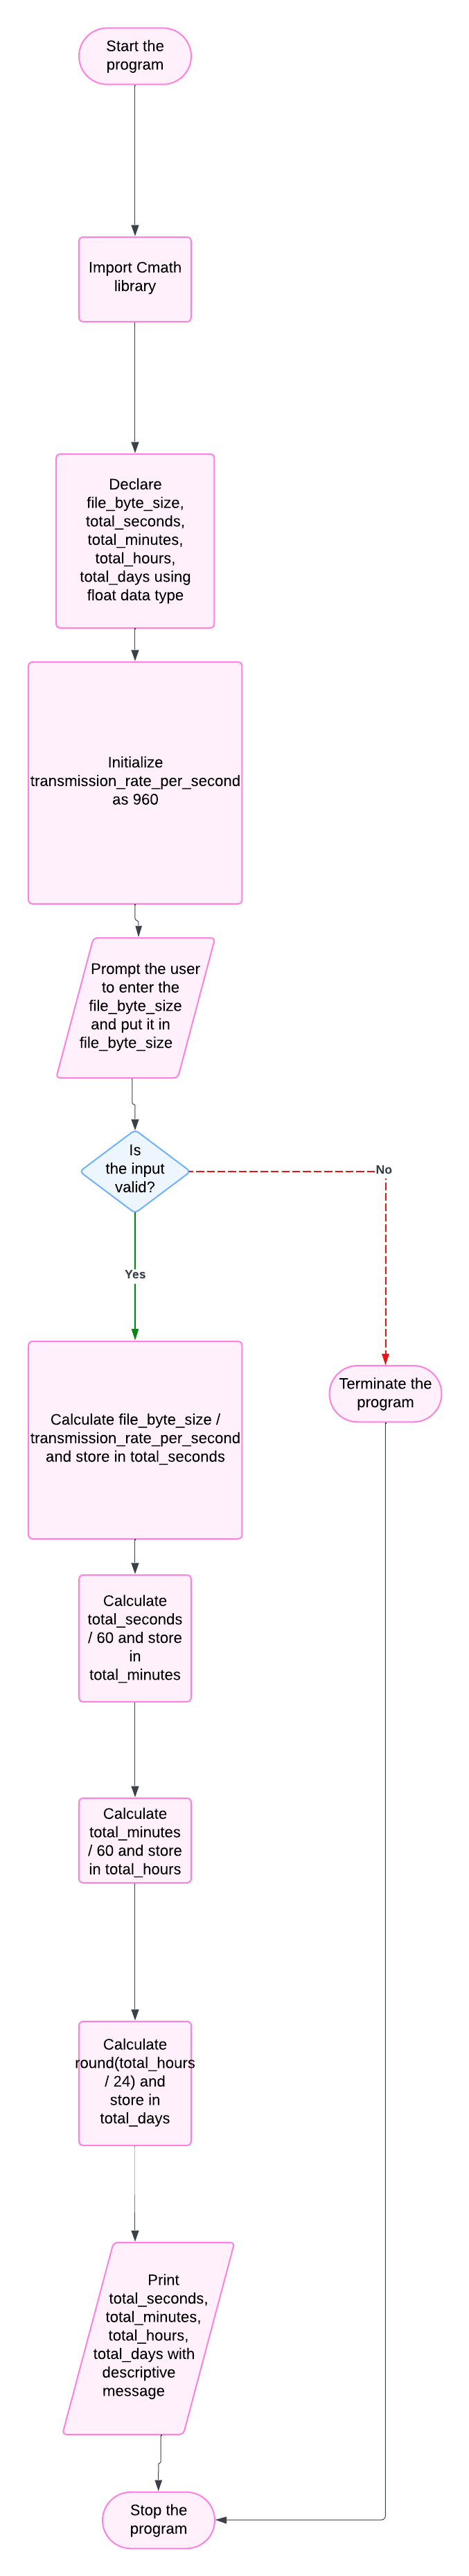 Start the
program
Import Cmath
library
Declare
file_byte_size,
total_seconds,
total_minutes,
total_hours,
total_days using
float data type
Initialize
transmission_rate_per_second
as 960
Prompt the user
to enter the
file_byte_size
and put it in
file_byte_size
Is
the input
valid?
No
Yes
Terminate the
program
Calculate file_byte_size /
transmission_rate_per_second
and store in total_seconds
Calculate
total_seconds
/ 60 and store
in
total_minutes
Calculate
total_minutes
/ 60 and store
in total_hours
Calculate
round(total_hours
/ 24) and
store in
total_days
Print
total_seconds,
total_minutes,
total_hours,
total_days with
descriptive
message
Stop the
program